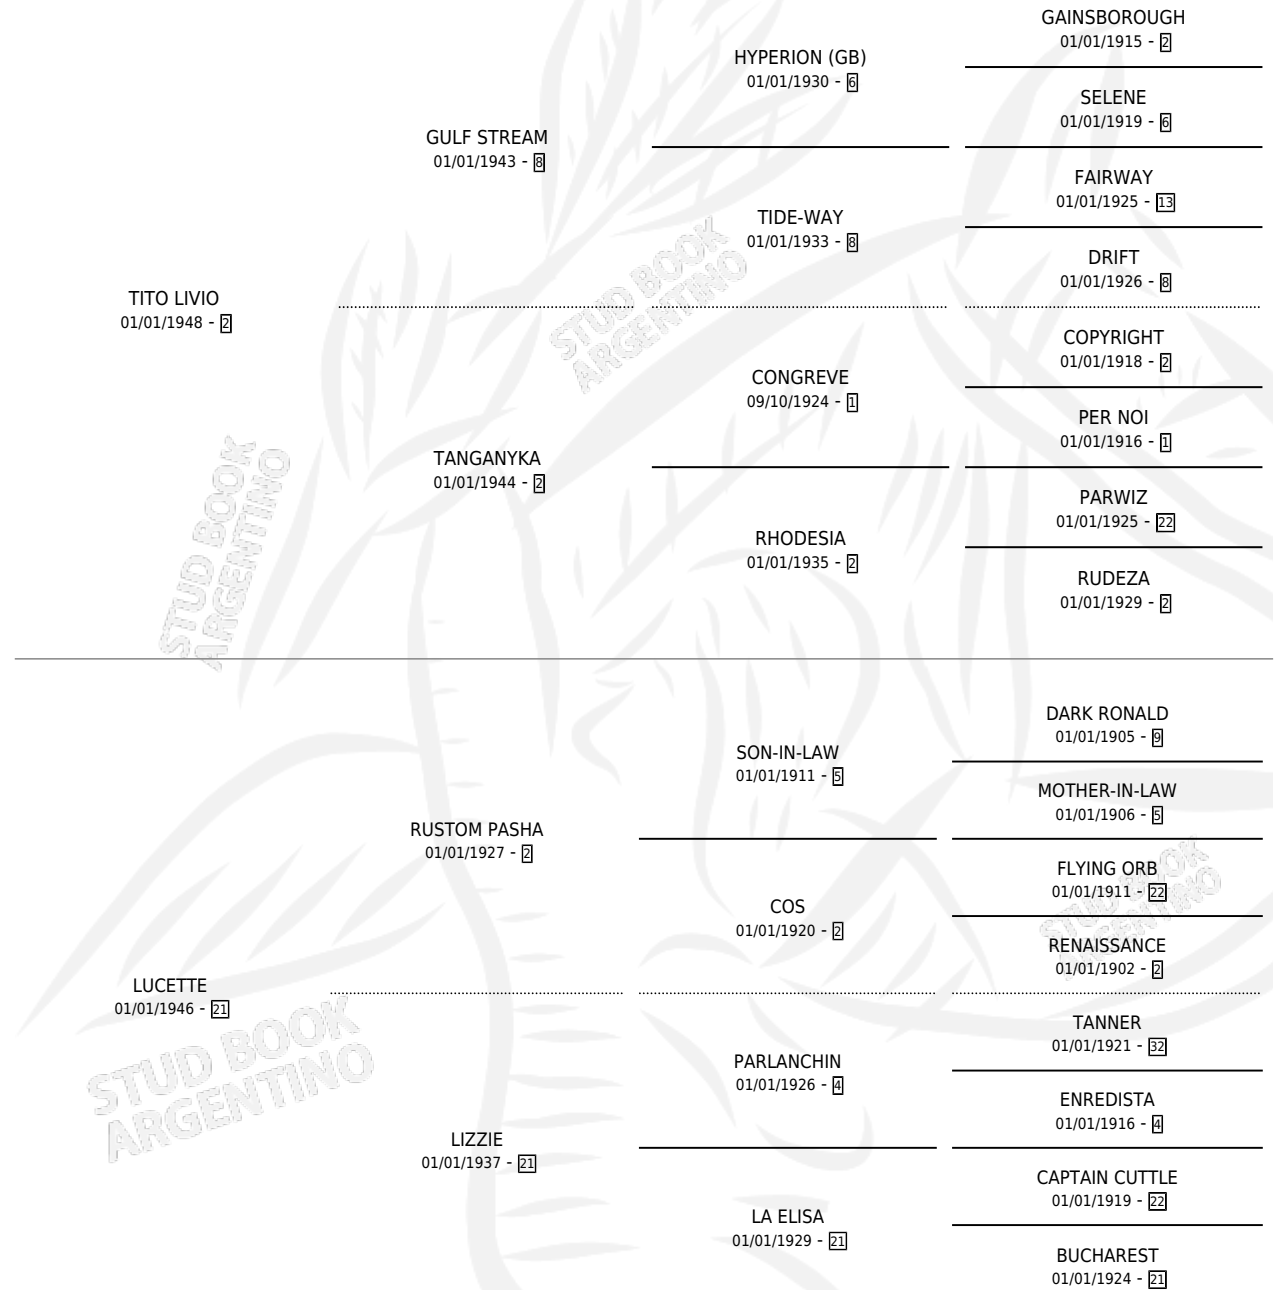 GAINSBOROUGH
01/01/1915 - 2
HYPERION (GB)
01/01/1930 - 6
SELENE
01/01/1919 - 6
GULF STREAM
01/01/1943 - 8
FAIRWAY
01/01/1925 - 13
TIDE-WAY
01/01/1933 - 8
DRIFT
01/01/1926 - 8
TITO LIVIO
01/01/1948 - 2
COPYRIGHT
01/01/1918 - 2
CONGREVE
09/10/1924 - 1
PER NOI
01/01/1916 - 1
TANGANYKA
01/01/1944 - 2
PARWIZ
01/01/1925 - 22
RHODESIA
01/01/1935 - 2
RUDEZA
01/01/1929 - 2
DARK RONALD
01/01/1905 - 9
SON-IN-LAW
01/01/1911 - 5
MOTHER-IN-LAW
01/01/1906 - 5
RUSTOM PASHA
01/01/1927 - 2
FLYING ORB
01/01/1911 - 22
COS
01/01/1920 - 2
RENAISSANCE
01/01/1902 - 2
LUCETTE
01/01/1946 - 21
TANNER
01/01/1921 - 32
PARLANCHIN
01/01/1926 - 4
ENREDISTA
01/01/1916 - 4
LIZZIE
01/01/1937 - 21
CAPTAIN CUTTLE
01/01/1919 - 22
LA ELISA
01/01/1929 - 21
BUCHAREST
01/01/1924 - 21
STUD BOOK
ARGENTINO
STUD BOOK
ARGENTINO
STUD BOOK
ARGENTINO
STUD BOOK
ARGENTINO